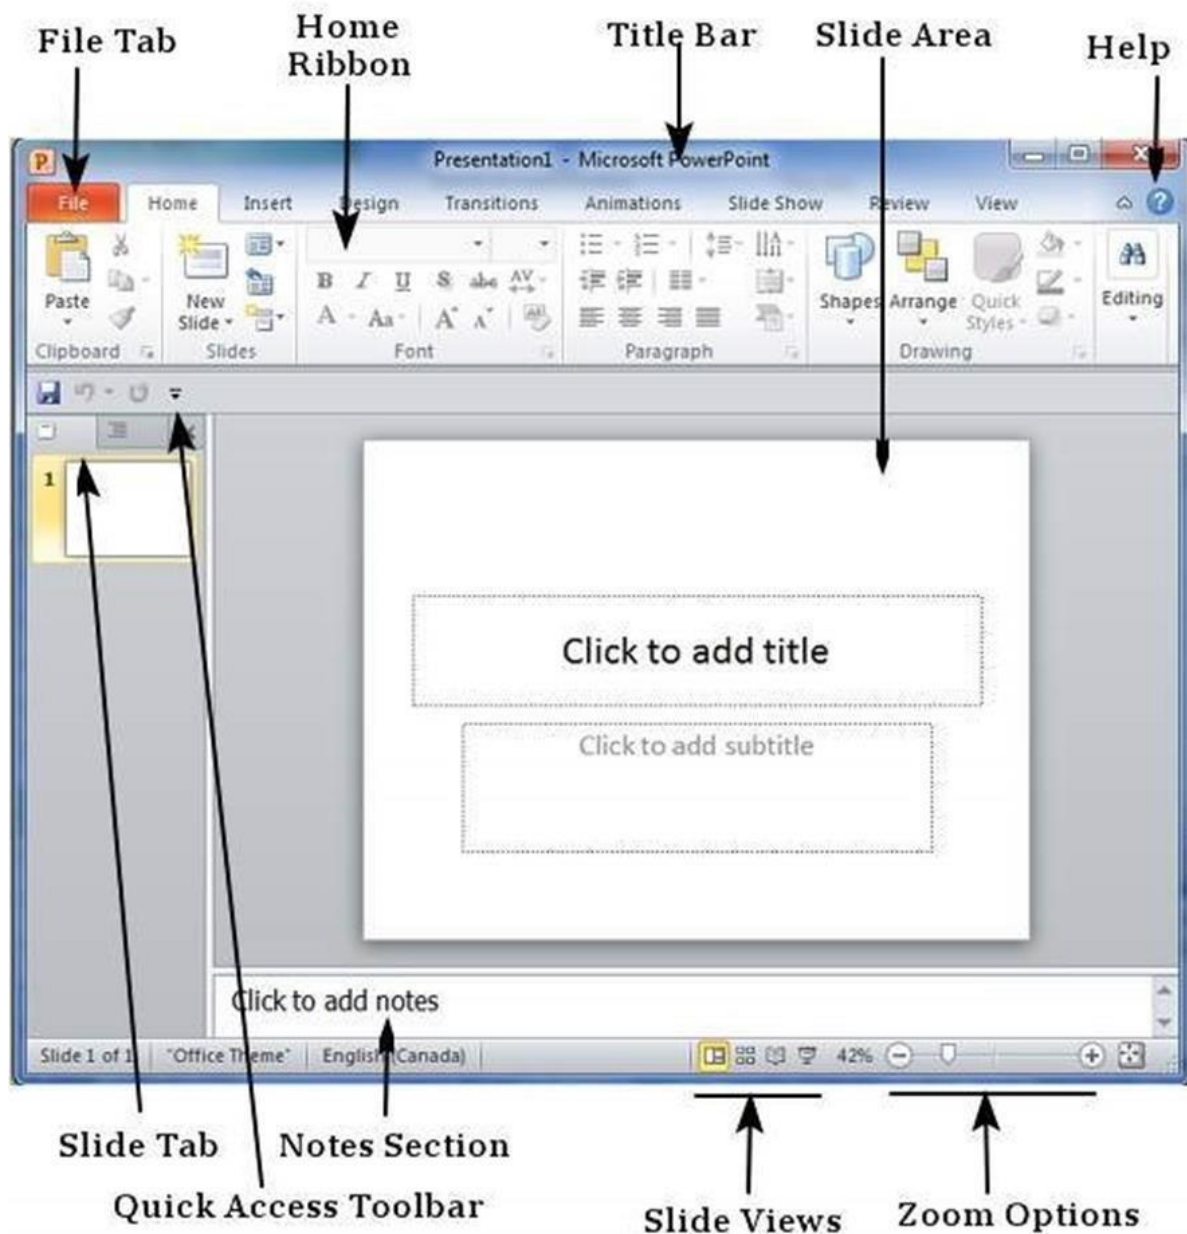 File Tab
Home
Ribbon
Title Bar
Slide Area
Help
P
Presentation1 - Microsoft PowerPoint
File Home Insert Design Transitions Animations Slide Show Review View
Paste
New
Slide
B I U S abc AV
A Aa A A
Shapes Arrange Quick
Styles
Editing
Clipboard Slides Font Paragraph Drawing
1
Click to add title
Click to add subtitle
Click to add notes
Slide 1 of 1 "Office Theme" English (Canada) 42%
Slide Tab
Notes Section
Quick Access Toolbar
Slide Views
Zoom Options